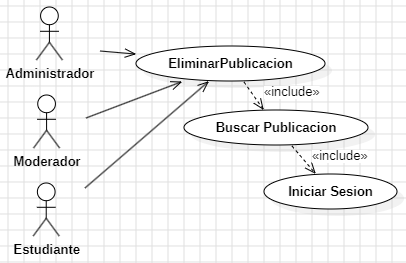 Administrador
EliminarPublicacion
«include»
Buscar Publicacion
Moderador
«include»
Iniciar Sesion
Estudiante